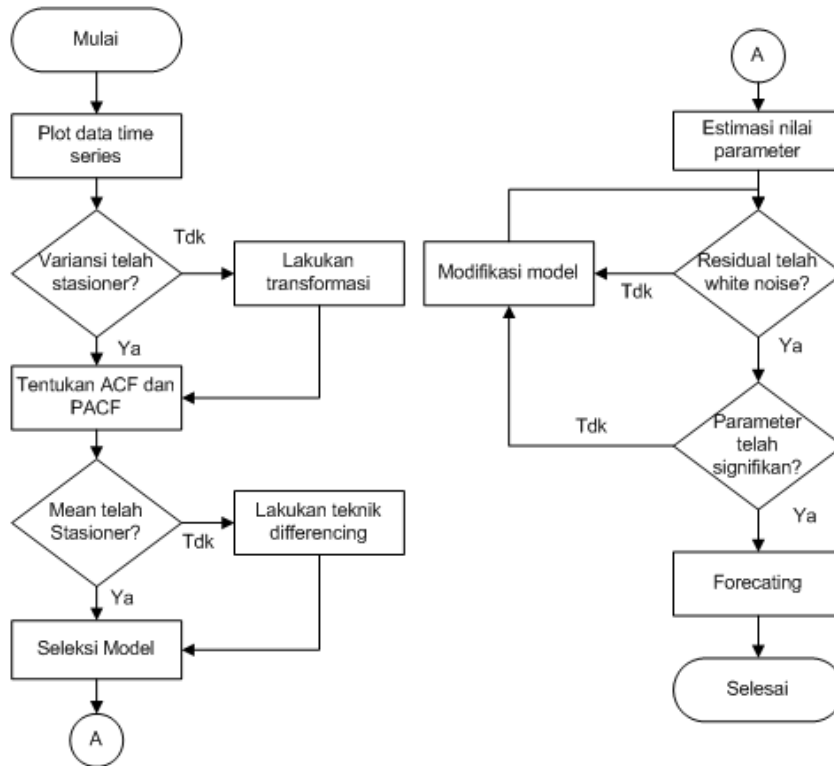 Mulai
Plot data time
series
Variansi telah
stasioner?
Tdk
Lakukan
transformasi
Ya
Tentukan ACF dan
PACF
Mean telah
Stasioner?
Tdk
Lakukan teknik
differencing
Ya
Seleksi Model
A
A
Estimasi nilai
parameter
Residual telah
white noise?
Tdk
Modifikasi model
Ya
Parameter
telah
signifikan?
Tdk
Ya
Forecating
Selesai